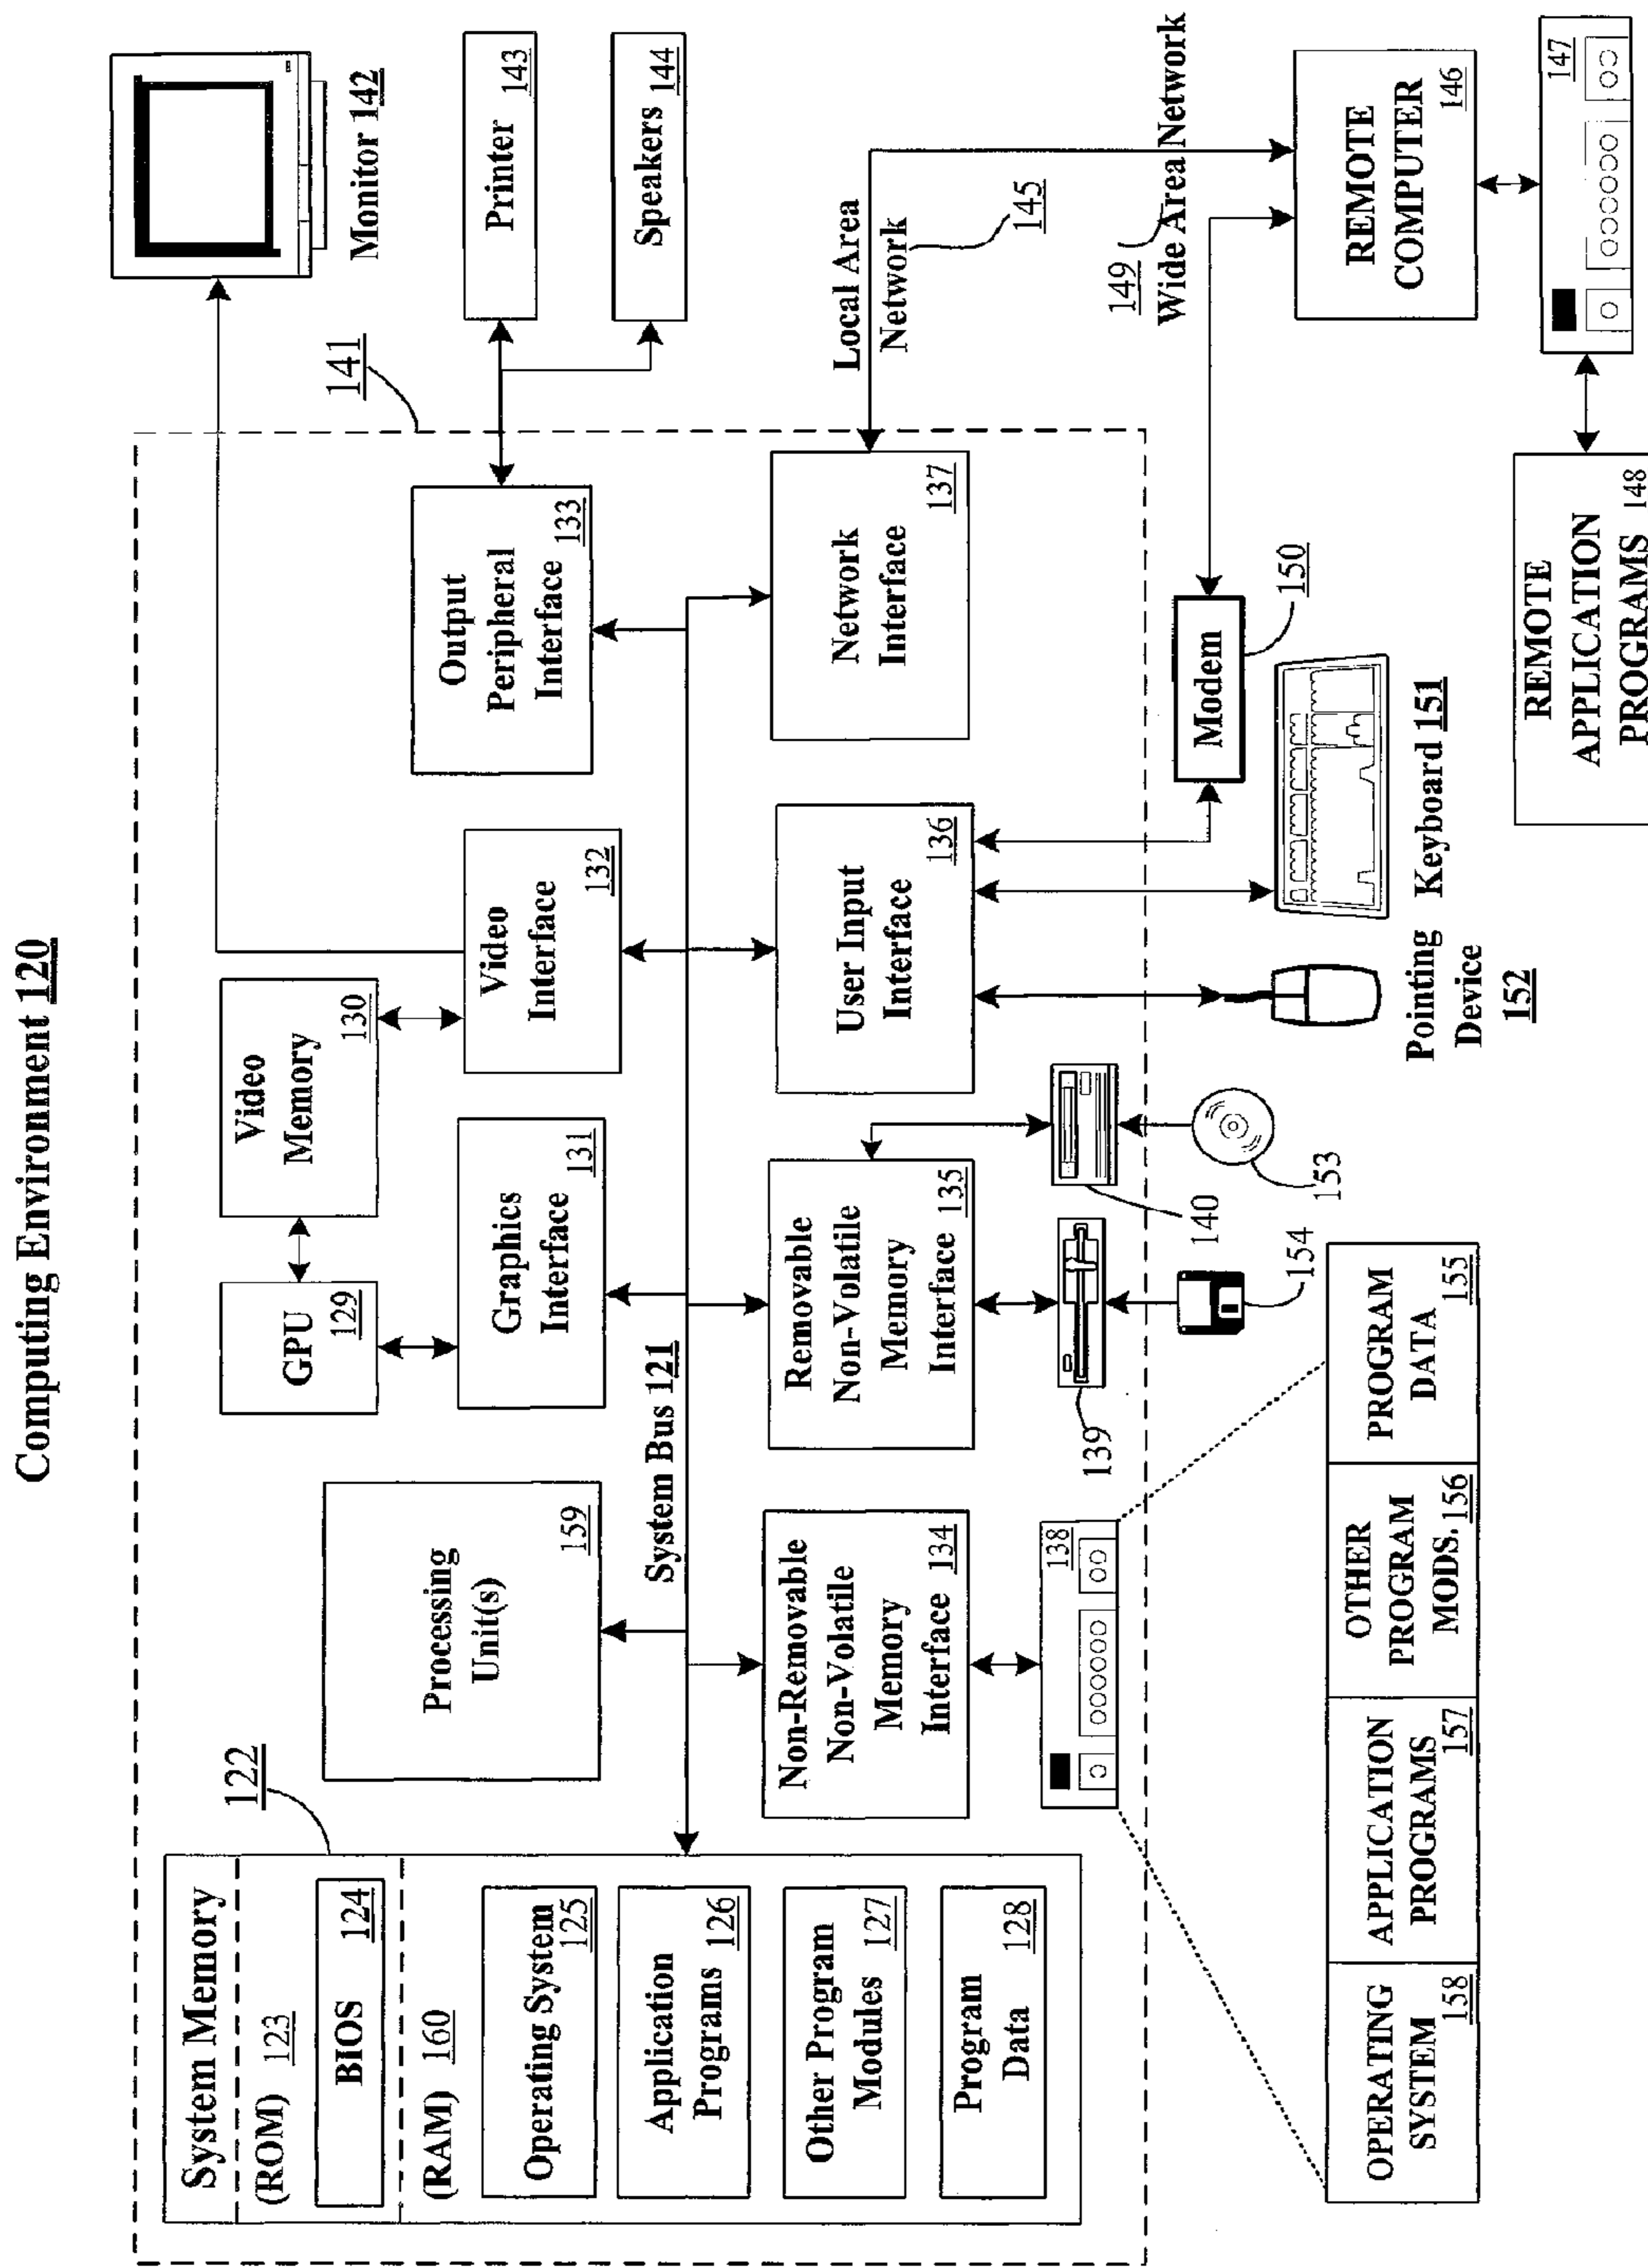 Computing Environment 120
System Memory
(ROM) 123
BIOS 124
(RAM) 160
Operating System
125
Application
Programs 126
Other Program
Modules 127
Program
Data 128
122
Processing
Unit(s)
159
GPU
129
Video
Memory
130
Graphics
Interface 131
Video
Interface 132
Output
Peripheral
Interface 133
141
Monitor 142
Printer
143
Speakers
144
System Bus 121
Non-Removable
Non-Volatile
Memory
Interface 134
Removable
Non-Volatile
Memory
Interface 135
User Input
Interface 136
Network
Interface 137
Local Area
Network
145
149
Wide Area Network
138
139
140
154
153
Modem
150
Pointing
Device
152
Keyboard 151
REMOTE
COMPUTER
146
147
OPERATING
SYSTEM 158
APPLICATION
PROGRAMS 157
OTHER
PROGRAM
MODS. 156
PROGRAM
DATA 155
REMOTE
APPLICATION
PROGRAMS 148